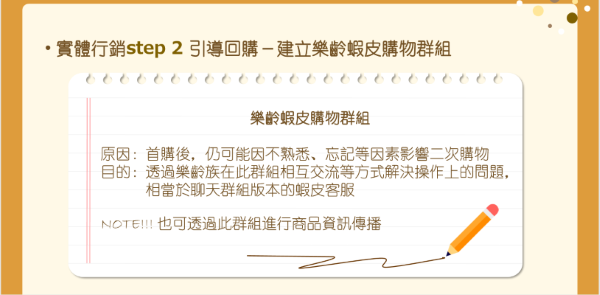 • 實體行銷step 2 引導回購－建立樂齡蝦皮購物群組
樂齡蝦皮購物群組
原因：首購後，仍可能因不熟悉、忘記等因素影響二次購物
目的：透過樂齡族在此群組相互交流等方式解決操作上的問題，
相當於聊天群組版本的蝦皮客服
NOTE!!! 也可透過此群組進行商品資訊傳播